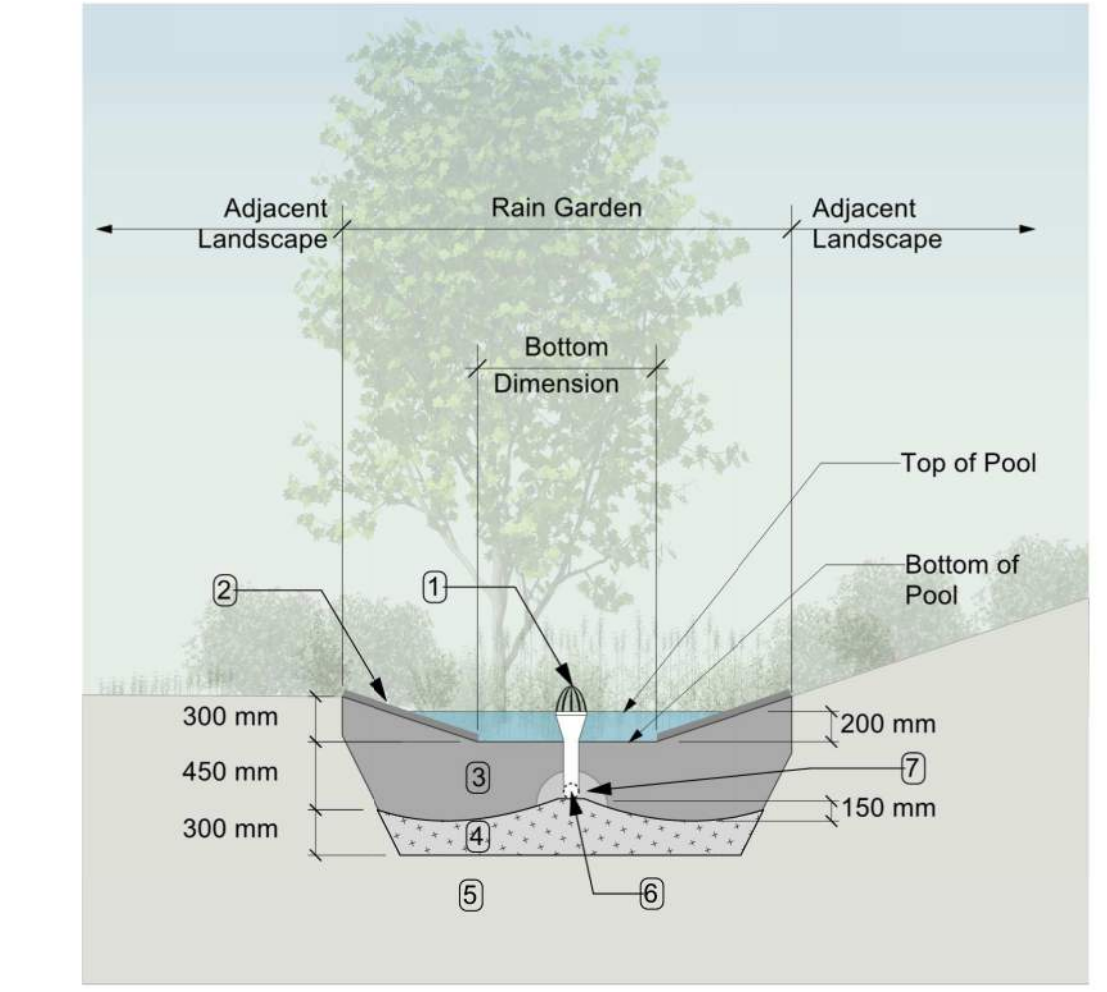 Adjacent
Landscape
Rain Garden
Adjacent
Landscape
Bottom
Dimension
Top of Pool
Bottom of
Pool
1
2
300 mm
200 mm
450 mm
3
7
150 mm
300 mm
4
5
6